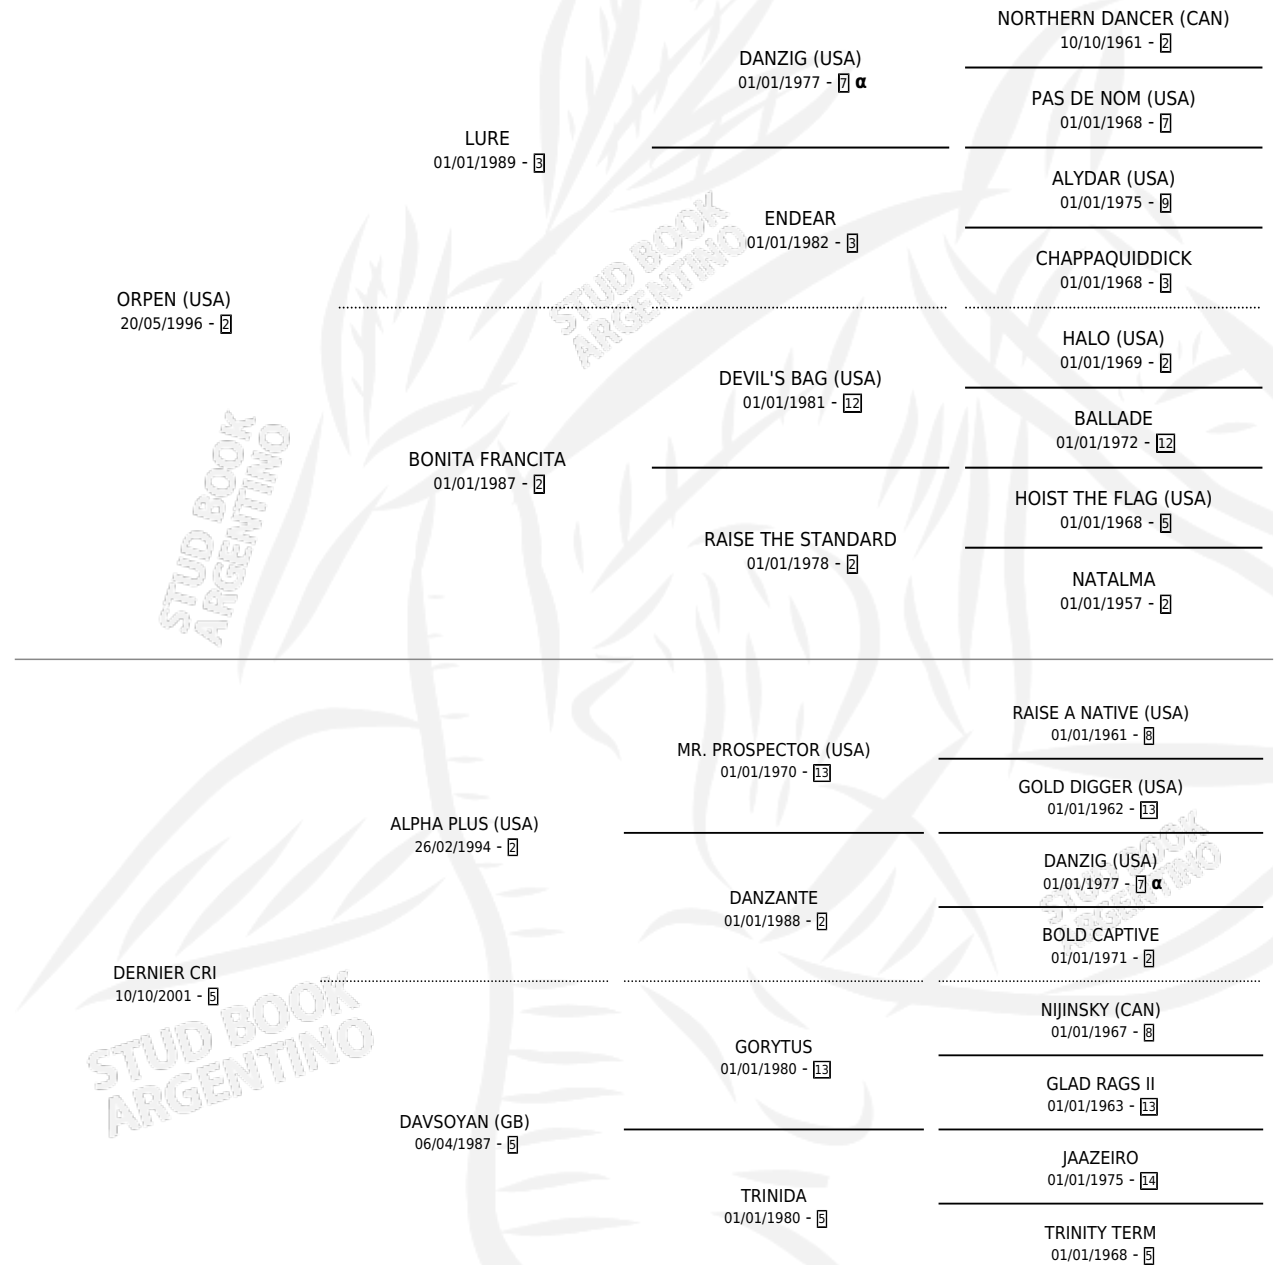 NORTHERN DANCER (CAN)
10/10/1961 - 2
DANZIG (USA)
01/01/1977 - 7 α
PAS DE NOM (USA)
01/01/1968 - 7
LURE
01/01/1989 - 3
ALYDAR (USA)
01/01/1975 - 9
ENDEAR
01/01/1982 - 3
CHAPPAQUIDDICK
01/01/1968 - 3
ORPEN (USA)
20/05/1996 - 2
HALO (USA)
01/01/1969 - 2
DEVIL'S BAG (USA)
01/01/1981 - 12
BALLADE
01/01/1972 - 12
BONITA FRANCITA
01/01/1987 - 2
HOIST THE FLAG (USA)
01/01/1968 - 5
RAISE THE STANDARD
01/01/1978 - 2
NATALMA
01/01/1957 - 2
RAISE A NATIVE (USA)
01/01/1961 - 8
MR. PROSPECTOR (USA)
01/01/1970 - 13
GOLD DIGGER (USA)
01/01/1962 - 13
ALPHA PLUS (USA)
26/02/1994 - 2
DANZIG (USA)
01/01/1977 - 7 α
DANZANTE
01/01/1988 - 2
BOLD CAPTIVE
01/01/1971 - 2
DERNIER CRI
10/10/2001 - 5
NIJINSKY (CAN)
01/01/1967 - 8
GORYTUS
01/01/1980 - 13
GLAD RAGS II
01/01/1963 - 13
DAVSOYAN (GB)
06/04/1987 - 5
JAAZEIRO
01/01/1975 - 14
TRINIDA
01/01/1980 - 5
TRINITY TERM
01/01/1968 - 5
STUD BOOK
ARGENTINO
STUD BOOK
ARGENTINO
STUD BOOK
ARGENTINO
STUD BOOK
ARGENTINO